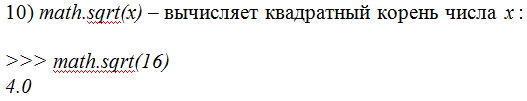 10) math.sqrt(x) – вычисляет квадратный корень числа x :
>>> math.sqrt(16)
4.0